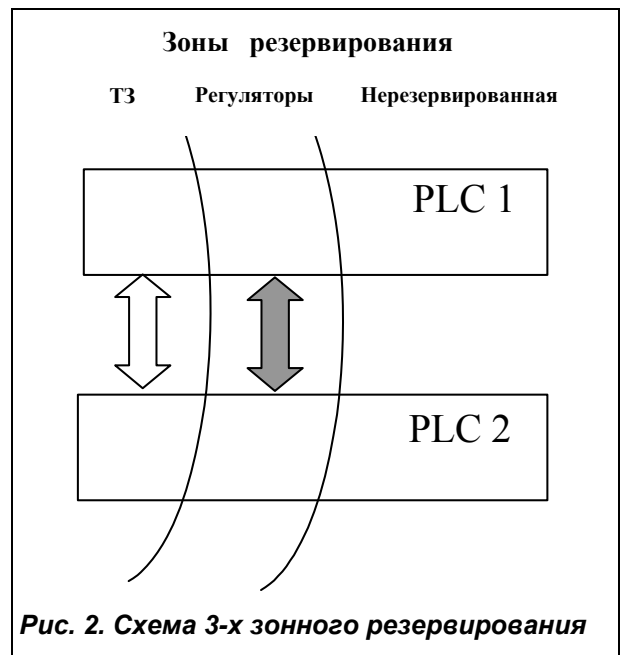 Зоны резервирования
ТЗ Регуляторы Нерезервированная
PLC 1
PLC 2
Рис. 2. Схема 3-х зонного резервирования